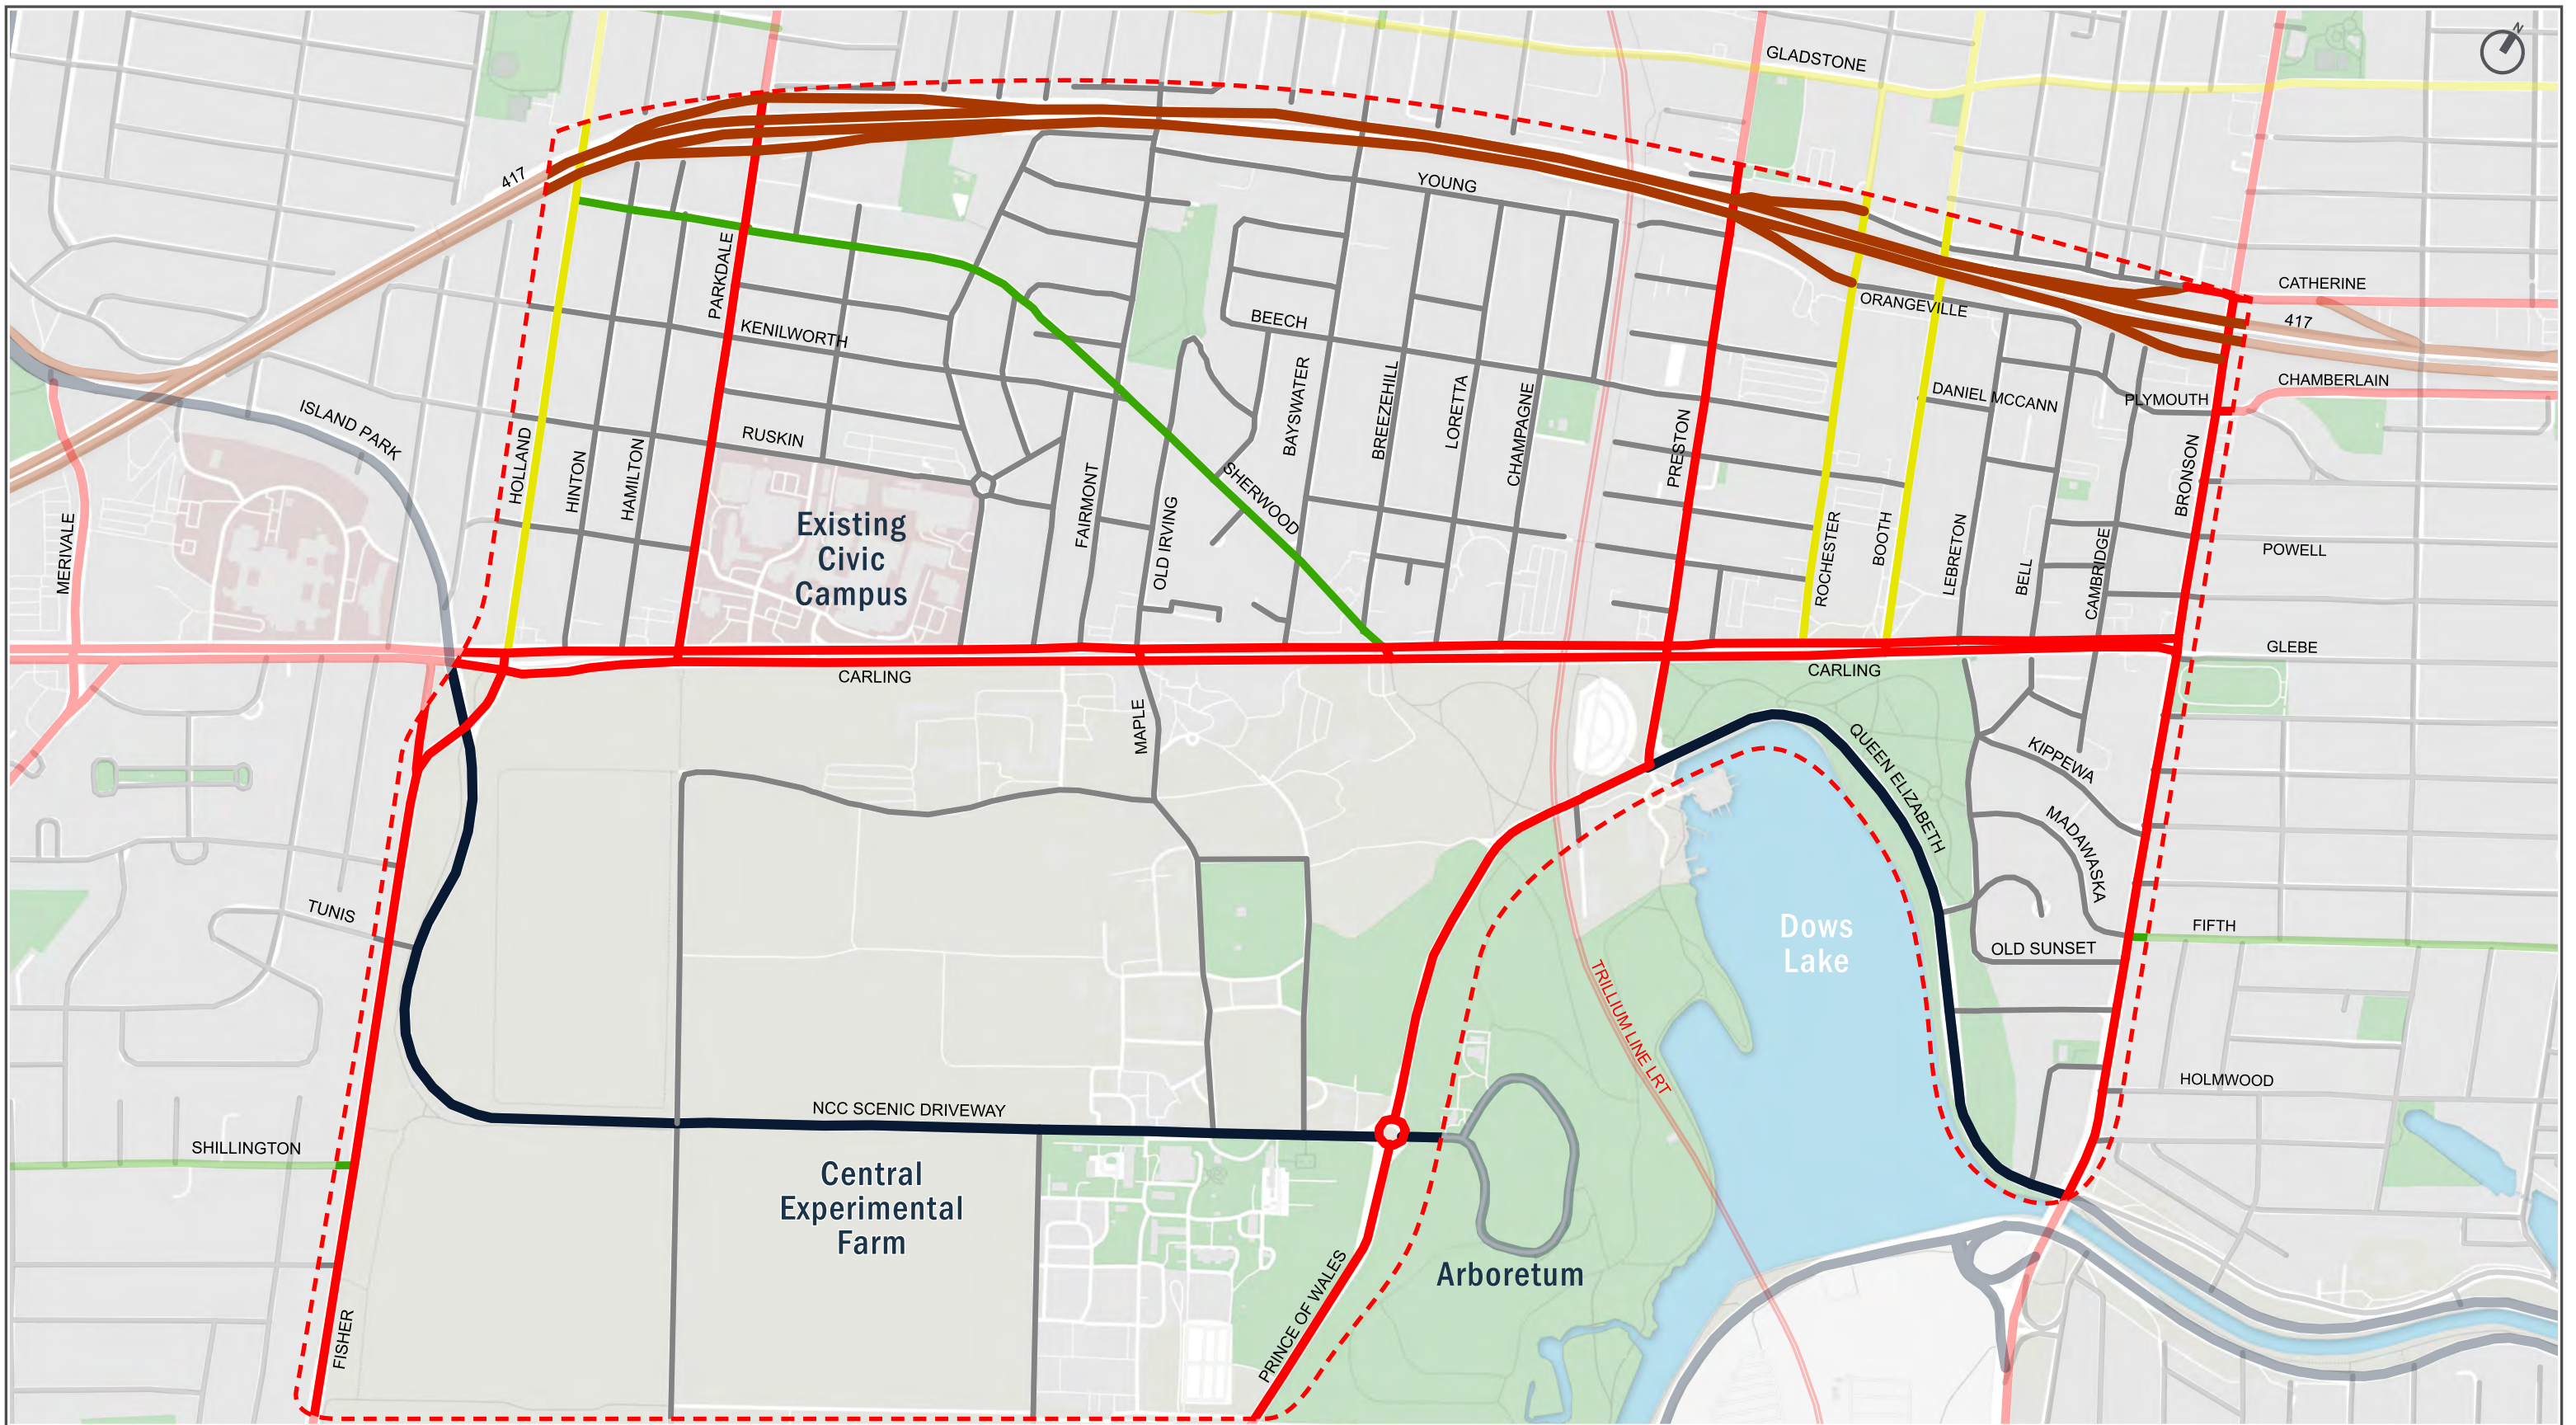 N
GLADSTONE
417
YOUNG
CATHERINE
417
ORANGEVILLE
PARKDALE
KENILWORTH
BEECH
CHAMBERLAIN
DANIEL MCCANN
PLYMOUTH
ISLAND PARK
HOLLAND
HINTON
HAMILTON
RUSKIN
BAYSWATER
BREEZEHILL
LORETTA
CHAMPAGNE
PRESTON
BRONSON
MERIVALE
Existing
Civic
Campus
FAIRMONT
OLD IRVING
SHERWOOD
ROCHESTER
BOOTH
LEBRETON
BELL
CAMBRIDGE
POWELL
GLEBE
CARLING
CARLING
MAPLE
QUEEN ELIZABETH
KIPPEWA
MADAWASKA
TUNIS
Dows
Lake
FIFTH
OLD SUNSET
TRILLIUM LINE LRT
HOLMWOOD
NCC SCENIC DRIVEWAY
SHILLINGTON
Central
Experimental
Farm
Arboretum
PRINCE OF WALES
FISHER